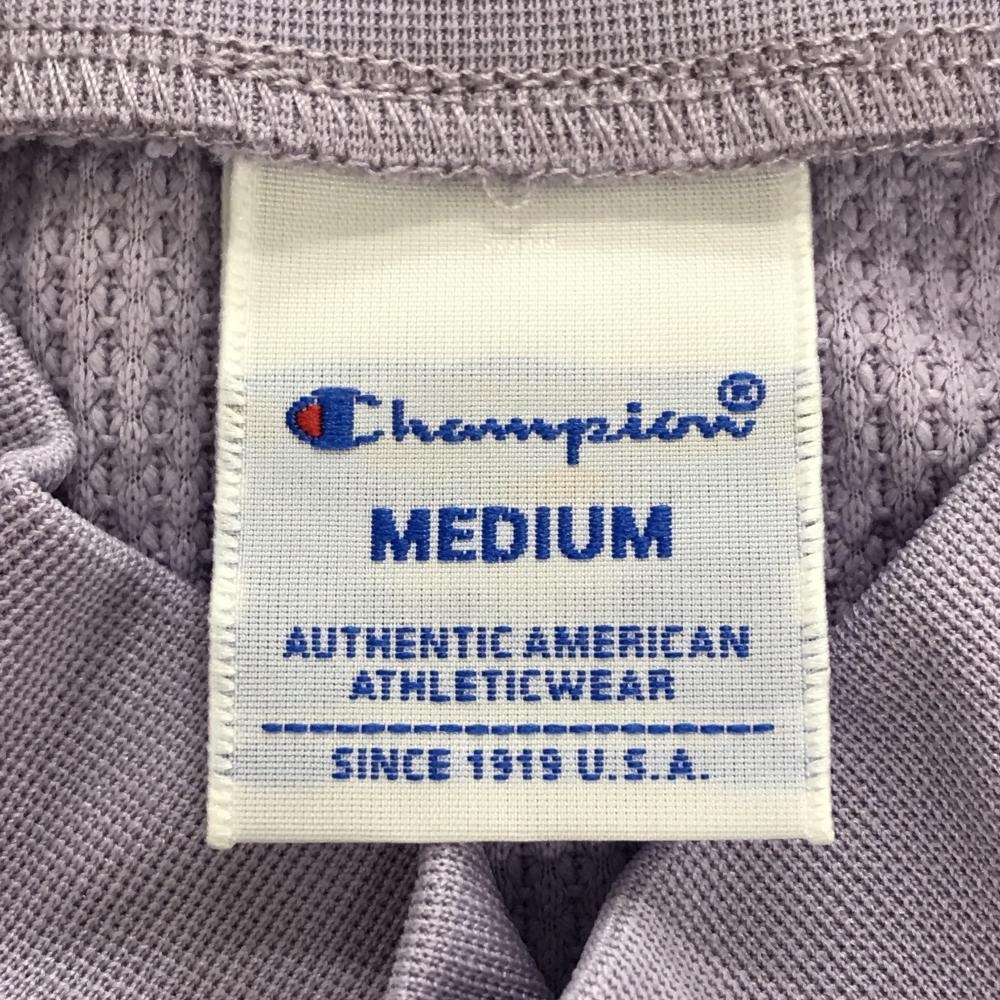 Champion®
MEDIUM
AUTHENTIC AMERICAN
ATHLETICWEAR
SINCE 1919 U.S.A.